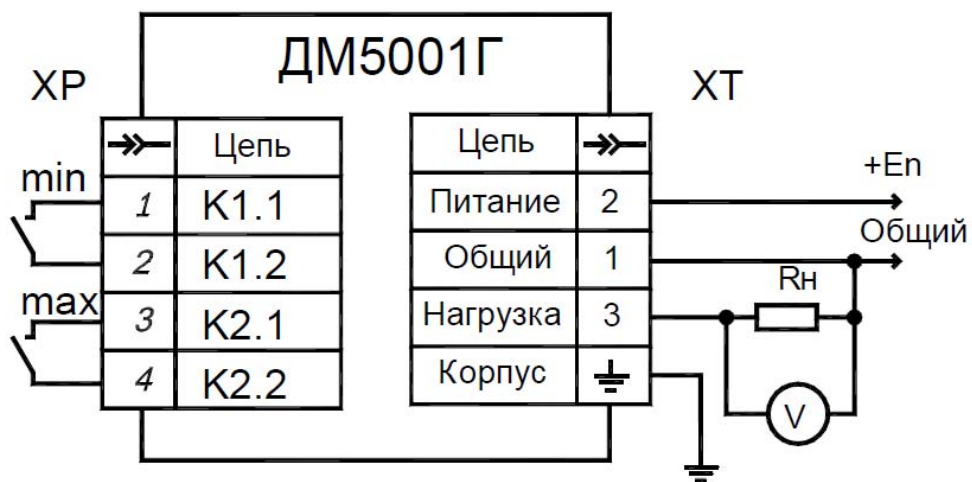 ДМ5001Г
XP
XT
Цепь
min
1 K1.1
2 K1.2
max
3 K2.1
4 K2.2
Цепь
Питание 2
Общий 1
Нагрузка 3
Корпус
+En
Общий
Rн
V